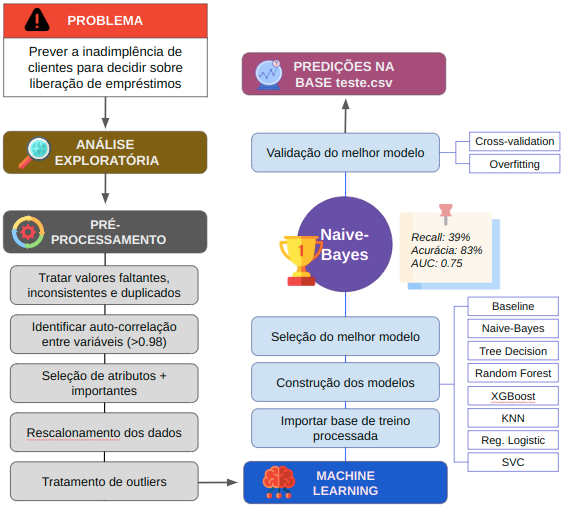 PROBLEMA
Prever a inadimplência de
clientes para decidir sobre
liberação de empréstimos
ANÁLISE
EXPLORATÓRIA
PRÉ-
PROCESSAMENTO
Tratar valores faltantes,
inconsistentes e duplicados
Identificar auto-correlação
entre variáveis (>0.98)
Seleção de atributos +
importantes
Rescalonamento dos dados
Tratamento de outliers
MACHINE
LEARNING
Importar base de treino
processada
Construção dos modelos
Baseline
Naive-Bayes
Tree Decision
Random Forest
XGBoost
KNN
Reg. Logistic
SVC
Seleção do melhor modelo
1
Naive-
Bayes
Recall: 39%
Acurácia: 83%
AUC: 0.75
Validação do melhor modelo
Cross-validation
Overfitting
PREDIÇÕES NA
BASE teste.csv